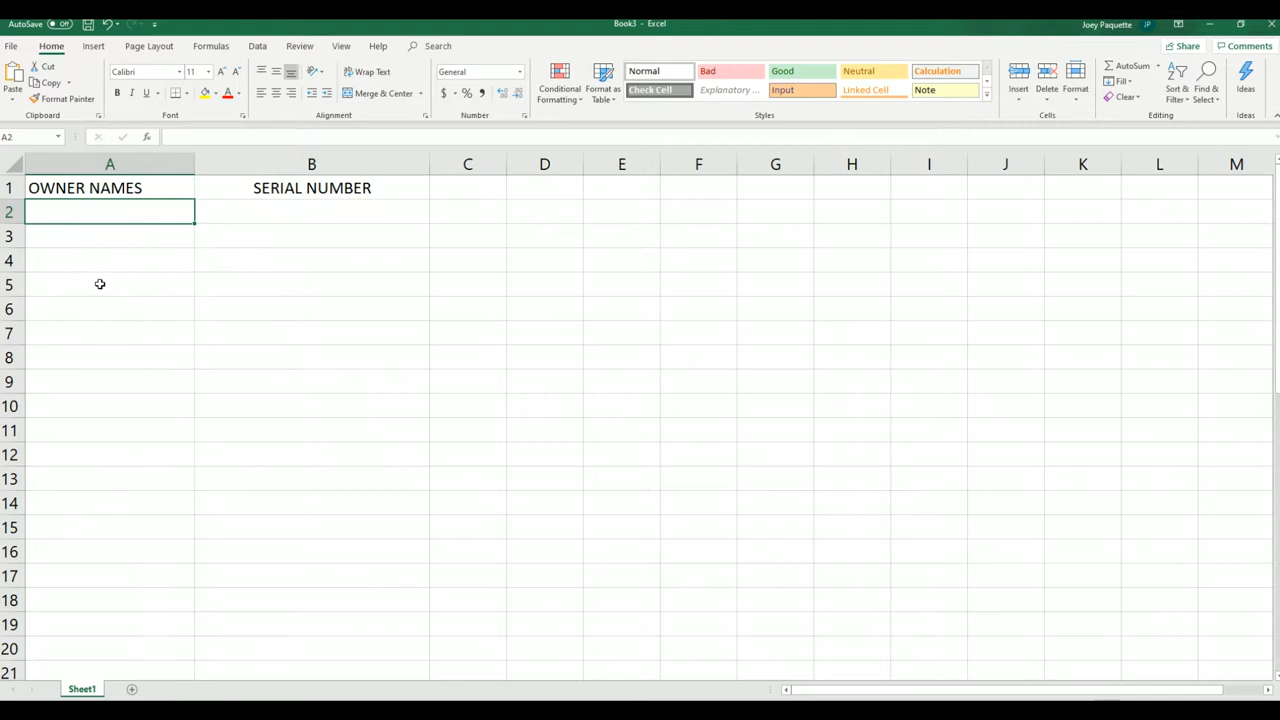 AutoSave Off Book3 - Excel Joey Paquette JP
File Home Insert Page Layout Formulas Data Review View Help Search Share Comments
Paste Cut Copy Format Painter Clipboard
Calibri 11 A A B I U A Font
ab Wrap Text Merge & Center Alignment
General $ % , Number
Conditional Formatting Format as Table
Normal Bad Good Neutral Calculation
Check Cell Explanatory ... Input Linked Cell Note
Styles
Insert Delete Format Cells
AutoSum Fill Clear Sort & Filter Find & Select Editing
Ideas Ideas
A2 fx
A B C D E F G H I J K L M
1 OWNER NAMES SERIAL NUMBER
2
3
4
5
6
7
8
9
10
11
12
13
14
15
16
17
18
19
20
21
Sheet1